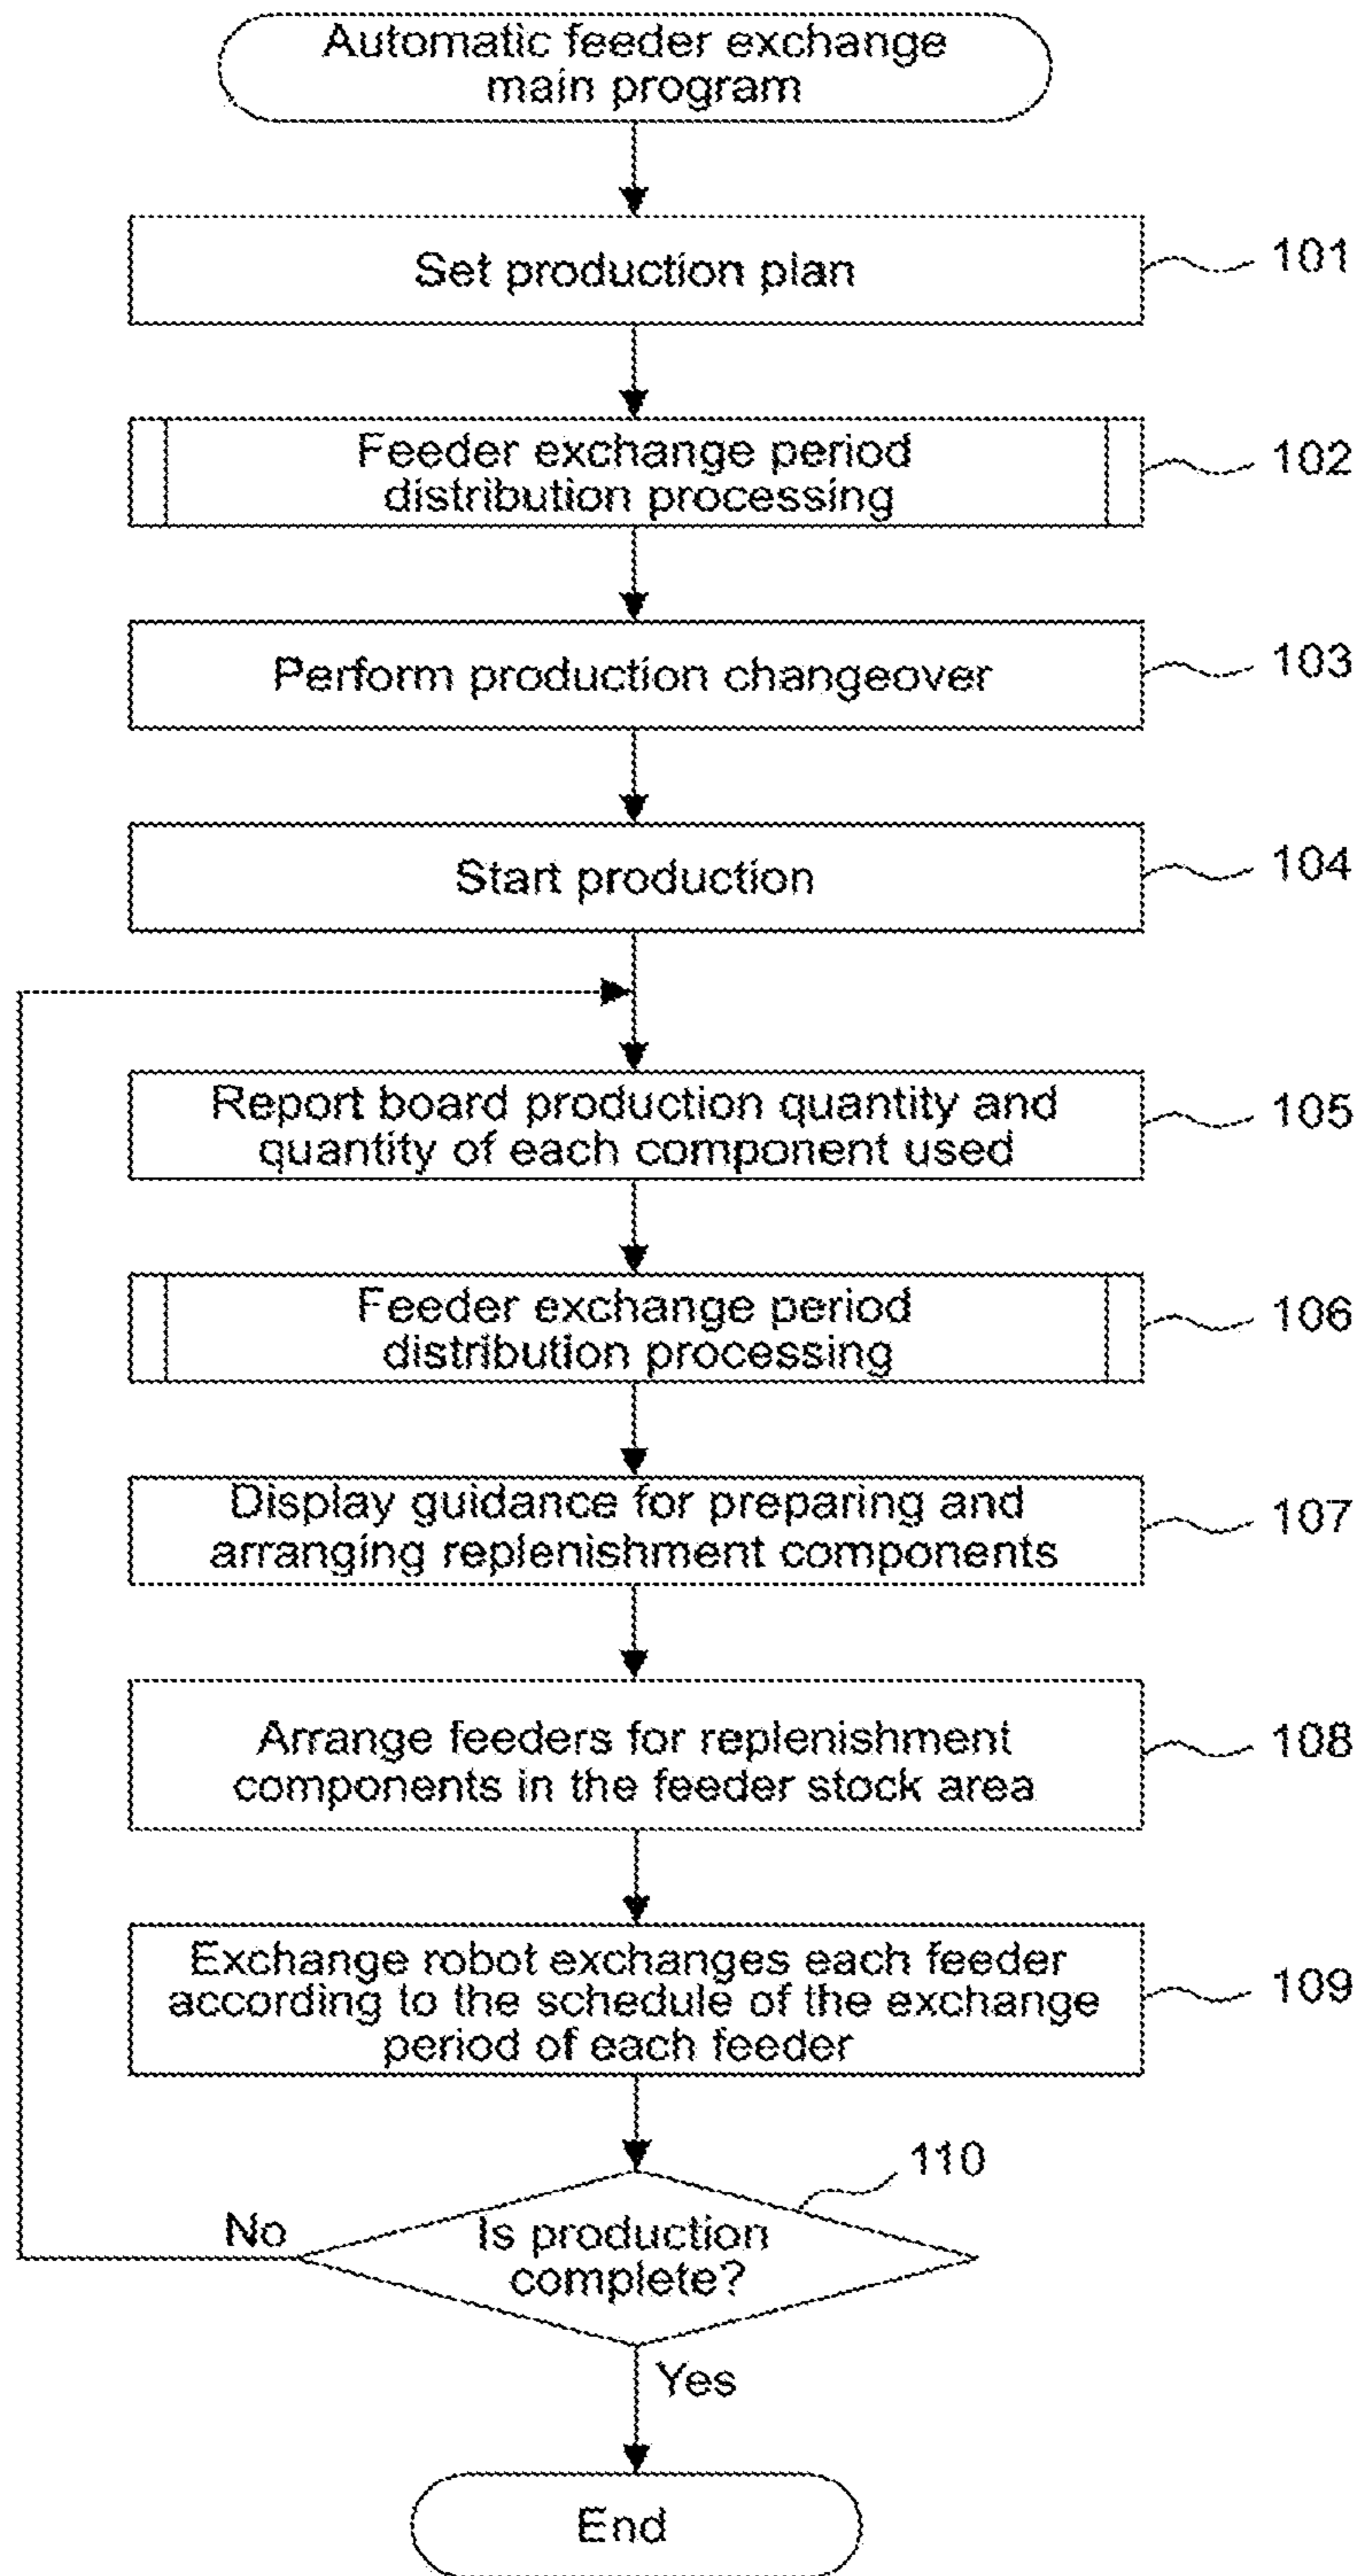 Automatic feeder exchange
main program
Set production plan
101
Feeder exchange period
distribution processing
102
Perform production changeover
103
Start production
104
Report board production quantity and
quantity of each component used
105
Feeder exchange period
distribution processing
106
Display guidance for preparing and
arranging replenishment components
107
Arrange feeders for replenishment
components in the feeder stock area
108
Exchange robot exchanges each feeder
according to the schedule of the exchange
period of each feeder
109
110
No
Is production
complete?
Yes
End